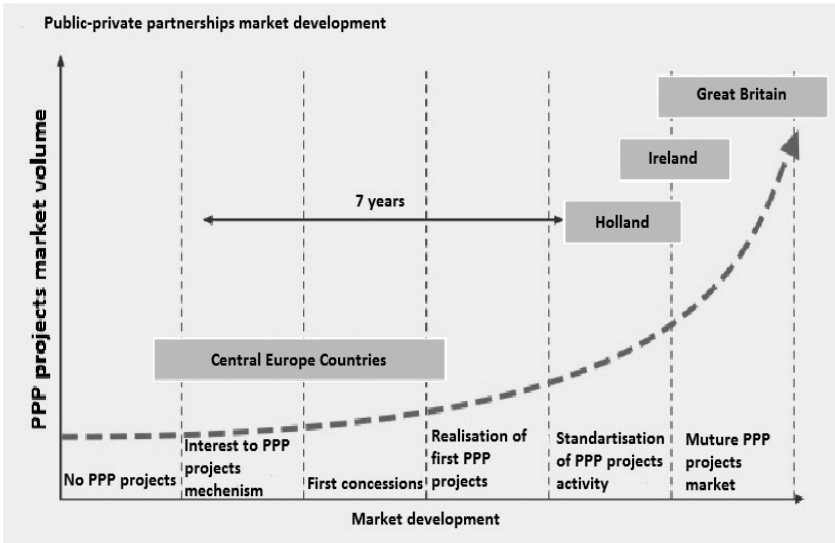 Public-private partnerships market development
PPP projects market volume
Great Britain
Ireland
7 years
Holland
Central Europe Countries
No PPP projects
Interest to PPP
projects
mechenism
First concessions
Realisation of
first PPP
projects
Standartisation
of PPP projects
activity
Muture PPP
projects
market
Market development